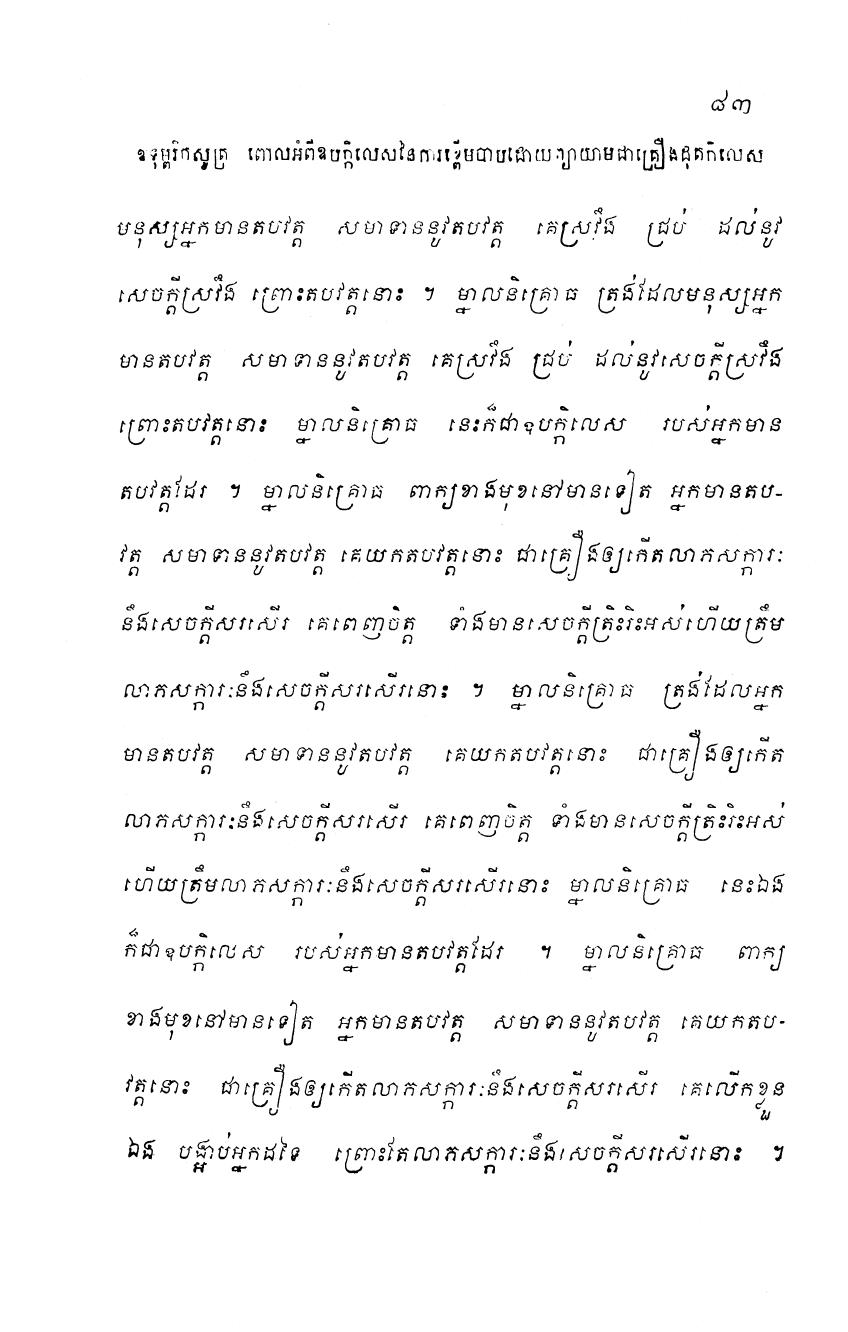 ៨៣
ឧទុម្ពរិកសូត្រ ពោលអំពីឧបក្កិលេសនៃការខ្ពើមបាបដោយព្យាយាមជាគ្រឿងដុតកិលេស
មនុស្សអ្នកមានតបវត្ត សមាទាននូវតបវត្ត គេស្រវឹង ជ្រប់ ដល់នូវ
សេចក្តីស្រវឹង ព្រោះតបវត្តនោះ ។ ម្នាលនិគ្រោធ ត្រង់ដែលមនុស្សអ្នក
មានតបវត្ត សមាទាននូវតបវត្ត គេស្រវឹង ជ្រប់ ដល់នូវសេចក្តីស្រវឹង
ព្រោះតបវត្តនោះ ម្នាលនិគ្រោធ នេះក៏ជាឧបក្កិលេស របស់អ្នកមាន
តបវត្តដែរ ។ ម្នាលនិគ្រោធ ពាក្យខាងមុខនៅមានទៀត អ្នកមានតប-
វត្ត សមាទាននូវតបវត្ត គេយកតបវត្តនោះ ជាគ្រឿងឲ្យកើតលាភសក្ការៈ
នឹងសេចក្តីសរសើរ គេពេញចិត្ត ទាំងមានសេចក្តីត្រិះរិះអស់ហើយត្រឹម
លាភសក្ការៈនឹងសេចក្តីសរសើរនោះ ។ ម្នាលនិគ្រោធ ត្រង់ដែលអ្នក
មានតបវត្ត សមាទាននូវតបវត្ត គេយកតបវត្តនោះ ជាគ្រឿងឲ្យកើត
លាភសក្ការៈនឹងសេចក្តីសរសើរ គេពេញចិត្ត ទាំងមានសេចក្តីត្រិះរិះអស់
ហើយត្រឹមលាភសក្ការៈនឹងសេចក្តីសរសើរនោះ ម្នាលនិគ្រោធ នេះឯង
ក៏ជាឧបក្កិលេស របស់អ្នកមានតបវត្តដែរ ។ ម្នាលនិគ្រោធ ពាក្យ
ខាងមុខនៅមានទៀត អ្នកមានតបវត្ត សមាទាននូវតបវត្ត គេយកតប-
វត្តនោះ ជាគ្រឿងឲ្យកើតលាភសក្ការៈនឹងសេចក្តីសរសើរ គេលើកខ្លួន
ឯង បង្អាប់អ្នកដទៃ ព្រោះតែលាភសក្ការៈនឹងសេចក្តីសរសើរនោះ ។